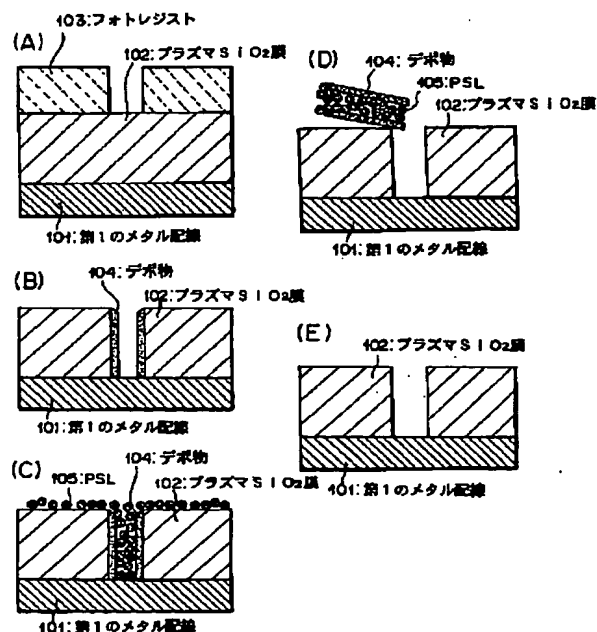 (A)
103:フォトレジスト
102:プラズマSiO2膜
101:第1のメタル配線
(B)
104:デポ物
102:プラズマSiO2膜
101:第1のメタル配線
(C)
105:PSL
104:デポ物
102:プラズマSiO2膜
101:第1のメタル配線
(D)
104:デポ物
105:PSL
102:プラズマSiO2膜
101:第1のメタル配線
(E)
102:プラズマSiO2膜
101:第1のメタル配線